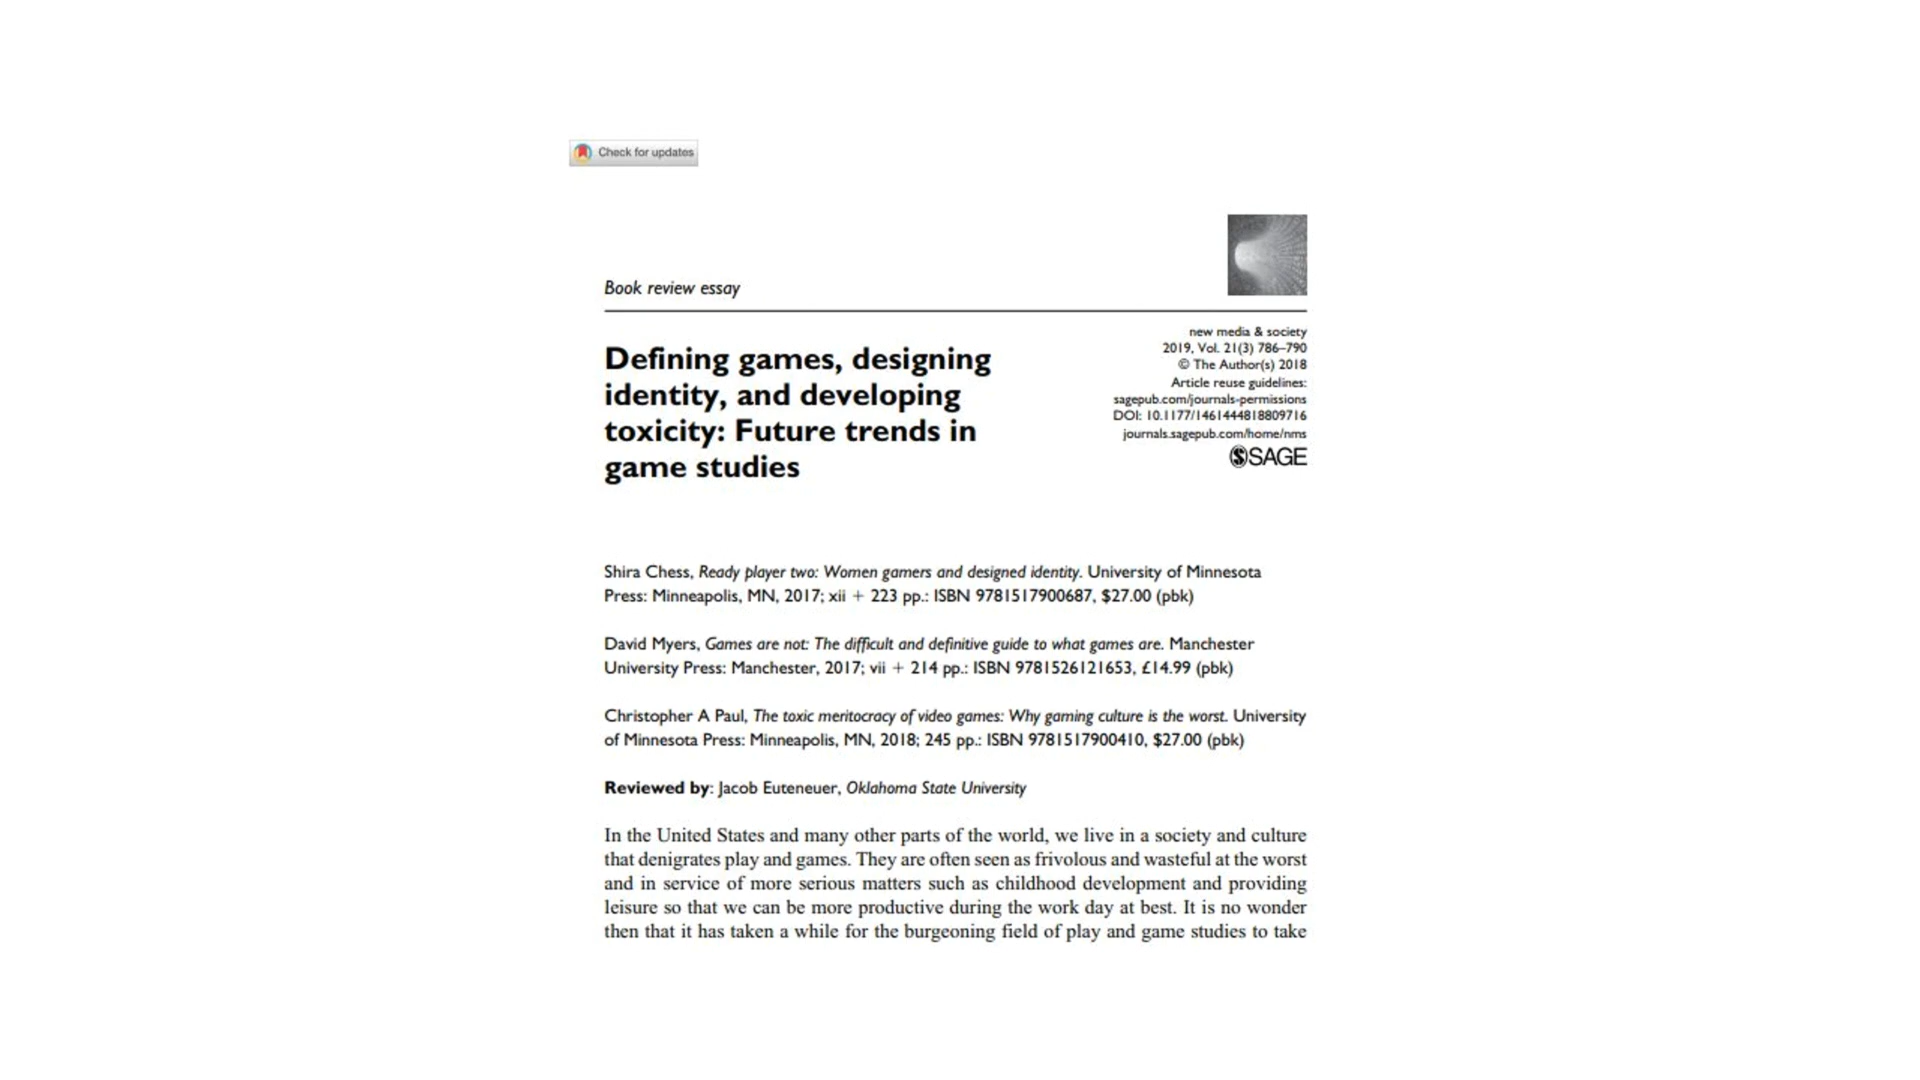 Check for updates
Book review essay
new media & society
2019, Vol. 21(3) 786–790
© The Author(s) 2018
Article reuse guidelines:
sagepub.com/journals-permissions
DOI: 10.1177/1461444818809716
journals.sagepub.com/home/nms
SAGE
Defining games, designing
identity, and developing
toxicity: Future trends in
game studies
Shira Chess, Ready player two: Women gamers and designed identity. University of Minnesota
Press: Minneapolis, MN, 2017; xii + 223 pp.: ISBN 9781517900687, $27.00 (pbk)
David Myers, Games are not: The difficult and definitive guide to what games are. Manchester
University Press: Manchester, 2017; vii + 214 pp.: ISBN 9781526121653, £14.99 (pbk)
Christopher A Paul, The toxic meritocracy of video games: Why gaming culture is the worst. University
of Minnesota Press: Minneapolis, MN, 2018; 245 pp.: ISBN 9781517900410, $27.00 (pbk)
Reviewed by: Jacob Euteneuer, Oklahoma State University
In the United States and many other parts of the world, we live in a society and culture
that denigrates play and games. They are often seen as frivolous and wasteful at the worst
and in service of more serious matters such as childhood development and providing
leisure so that we can be more productive during the work day at best. It is no wonder
then that it has taken a while for the burgeoning field of play and game studies to take